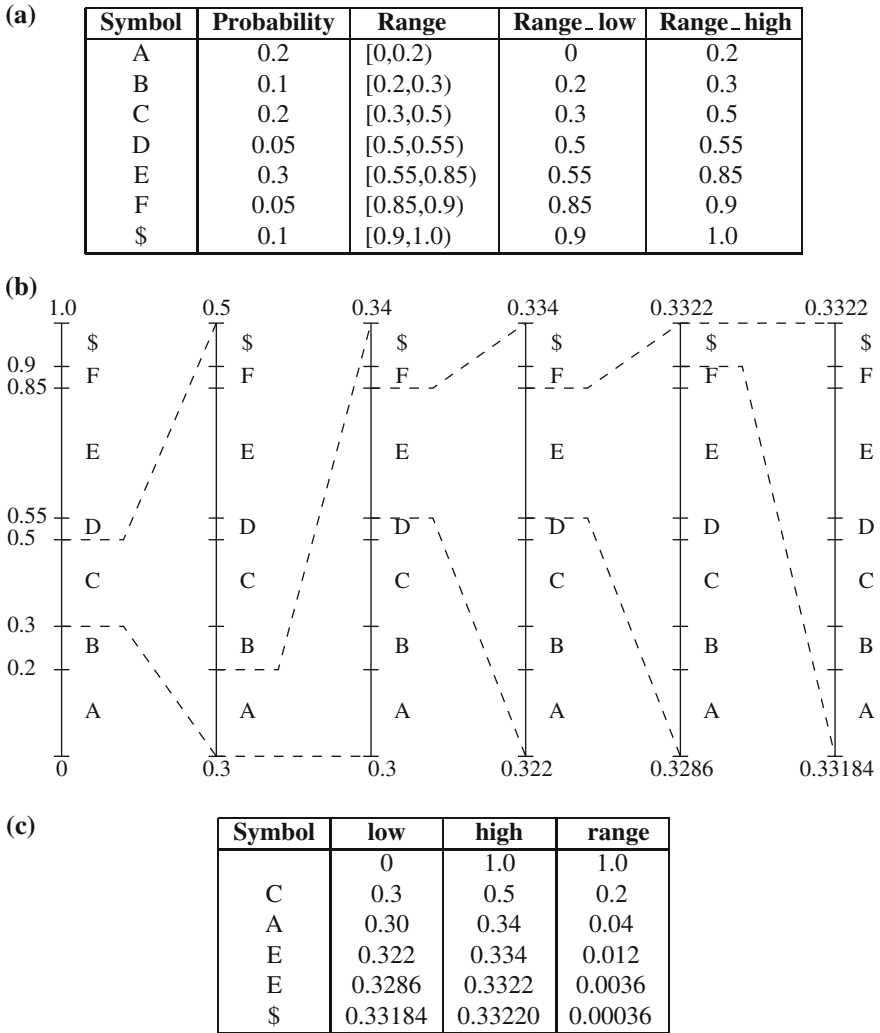 (a)
Symbol Probability Range Range_low Range_high
A 0.2 [0,0.2) 0 0.2
B 0.1 [0.2,0.3) 0.2 0.3
C 0.2 [0.3,0.5) 0.3 0.5
D 0.05 [0.5,0.55) 0.5 0.55
E 0.3 [0.55,0.85) 0.55 0.85
F 0.05 [0.85,0.9) 0.85 0.9
$ 0.1 [0.9,1.0) 0.9 1.0
(b)
1.0 0.5 0.34 0.334 0.3322 0.3322
$ $ $ $ $ $
0.9
F F F F F F
0.85
E E E E E E
0.55
D D D D D D
0.5
C C C C C C
0.3
B B B B B B
0.2
A A A A A A
0 0.3 0.3 0.322 0.3286 0.33184
(c)
Symbol low high range
0 1.0 1.0
C 0.3 0.5 0.2
A 0.30 0.34 0.04
E 0.322 0.334 0.012
E 0.3286 0.3322 0.0036
$ 0.33184 0.33220 0.00036